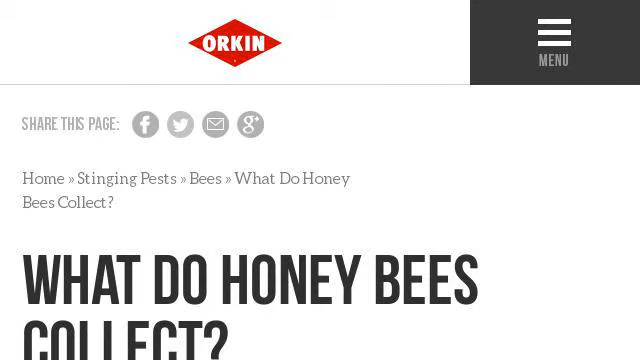 ORKIN
MENU
SHARE THIS PAGE:
Home » Stinging Pests » Bees » What Do Honey
Bees Collect?
WHAT DO HONEY BEES
COLLECT?